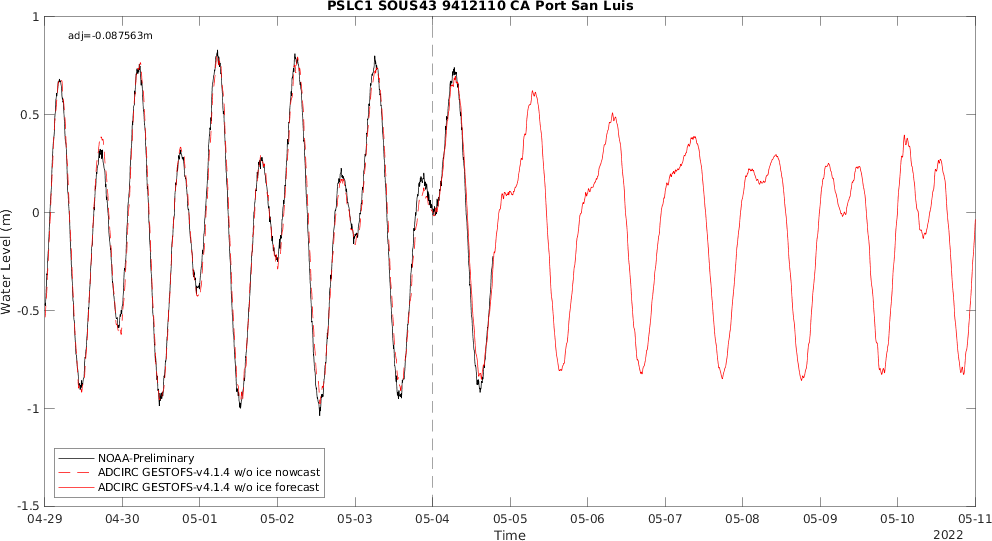 PSLC1 SOUS43 9412110 CA Port San Luis
adj=-0.087563m
1
0.5
0
-0.5
-1
-1.5
Water Level (m)
NOAA-Preliminary
ADCIRC GESTOFS-v4.1.4 w/o ice nowcast
ADCIRC GESTOFS-v4.1.4 w/o ice forecast
04-29 04-30 05-01 05-02 05-03 05-04 05-05 05-06 05-07 05-08 05-09 05-10 05-11
Time
2022